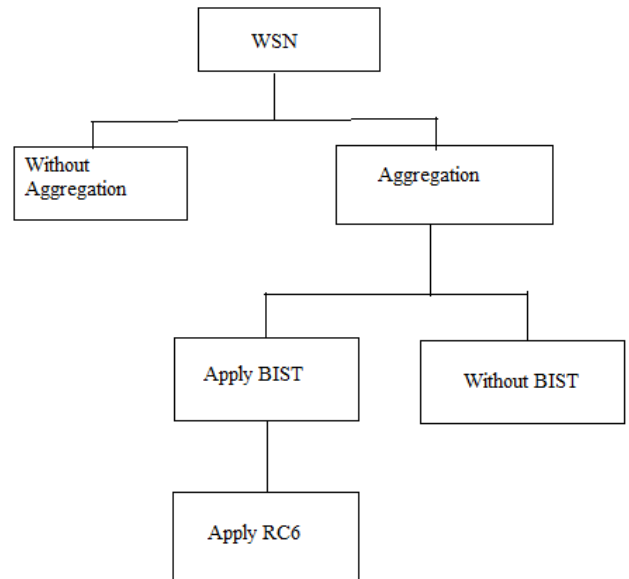 WSN
Without
Aggregation
Aggregation
Apply BIST
Without BIST
Apply RC6